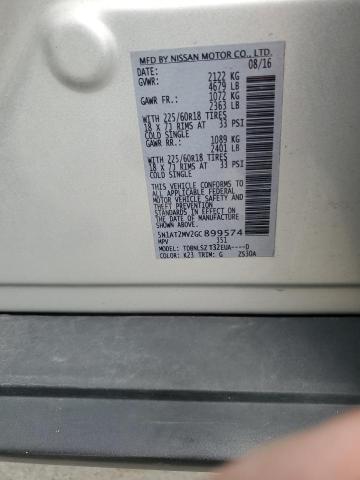 MFD BY NISSAN MOTOR CO., LTD.
DATE: 08/16
GVWR: 2122 KG
4679 LB
GAWR FR.: 1072 KG
2363 LB
WITH 225/60R18 TIRES
18 X 7J RIMS AT 33 PSI
COLD SINGLE
GAWR RR.: 1089 KG
2401 LB
WITH 225/60R18 TIRES
18 X 7J RIMS AT 33 PSI
COLD SINGLE
THIS VEHICLE CONFORMS TO
ALL APPLICABLE FEDERAL
MOTOR VEHICLE SAFETY
STANDARDS IN EFFECT ON THE
DATE OF MANUFACTURE
SHOWN ABOVE.
5N1AT2MV2GC899574
MPV 351
MODEL: TDBNLSZ T32EUA----D
COLOR: K23 TRIM: G ZS30A